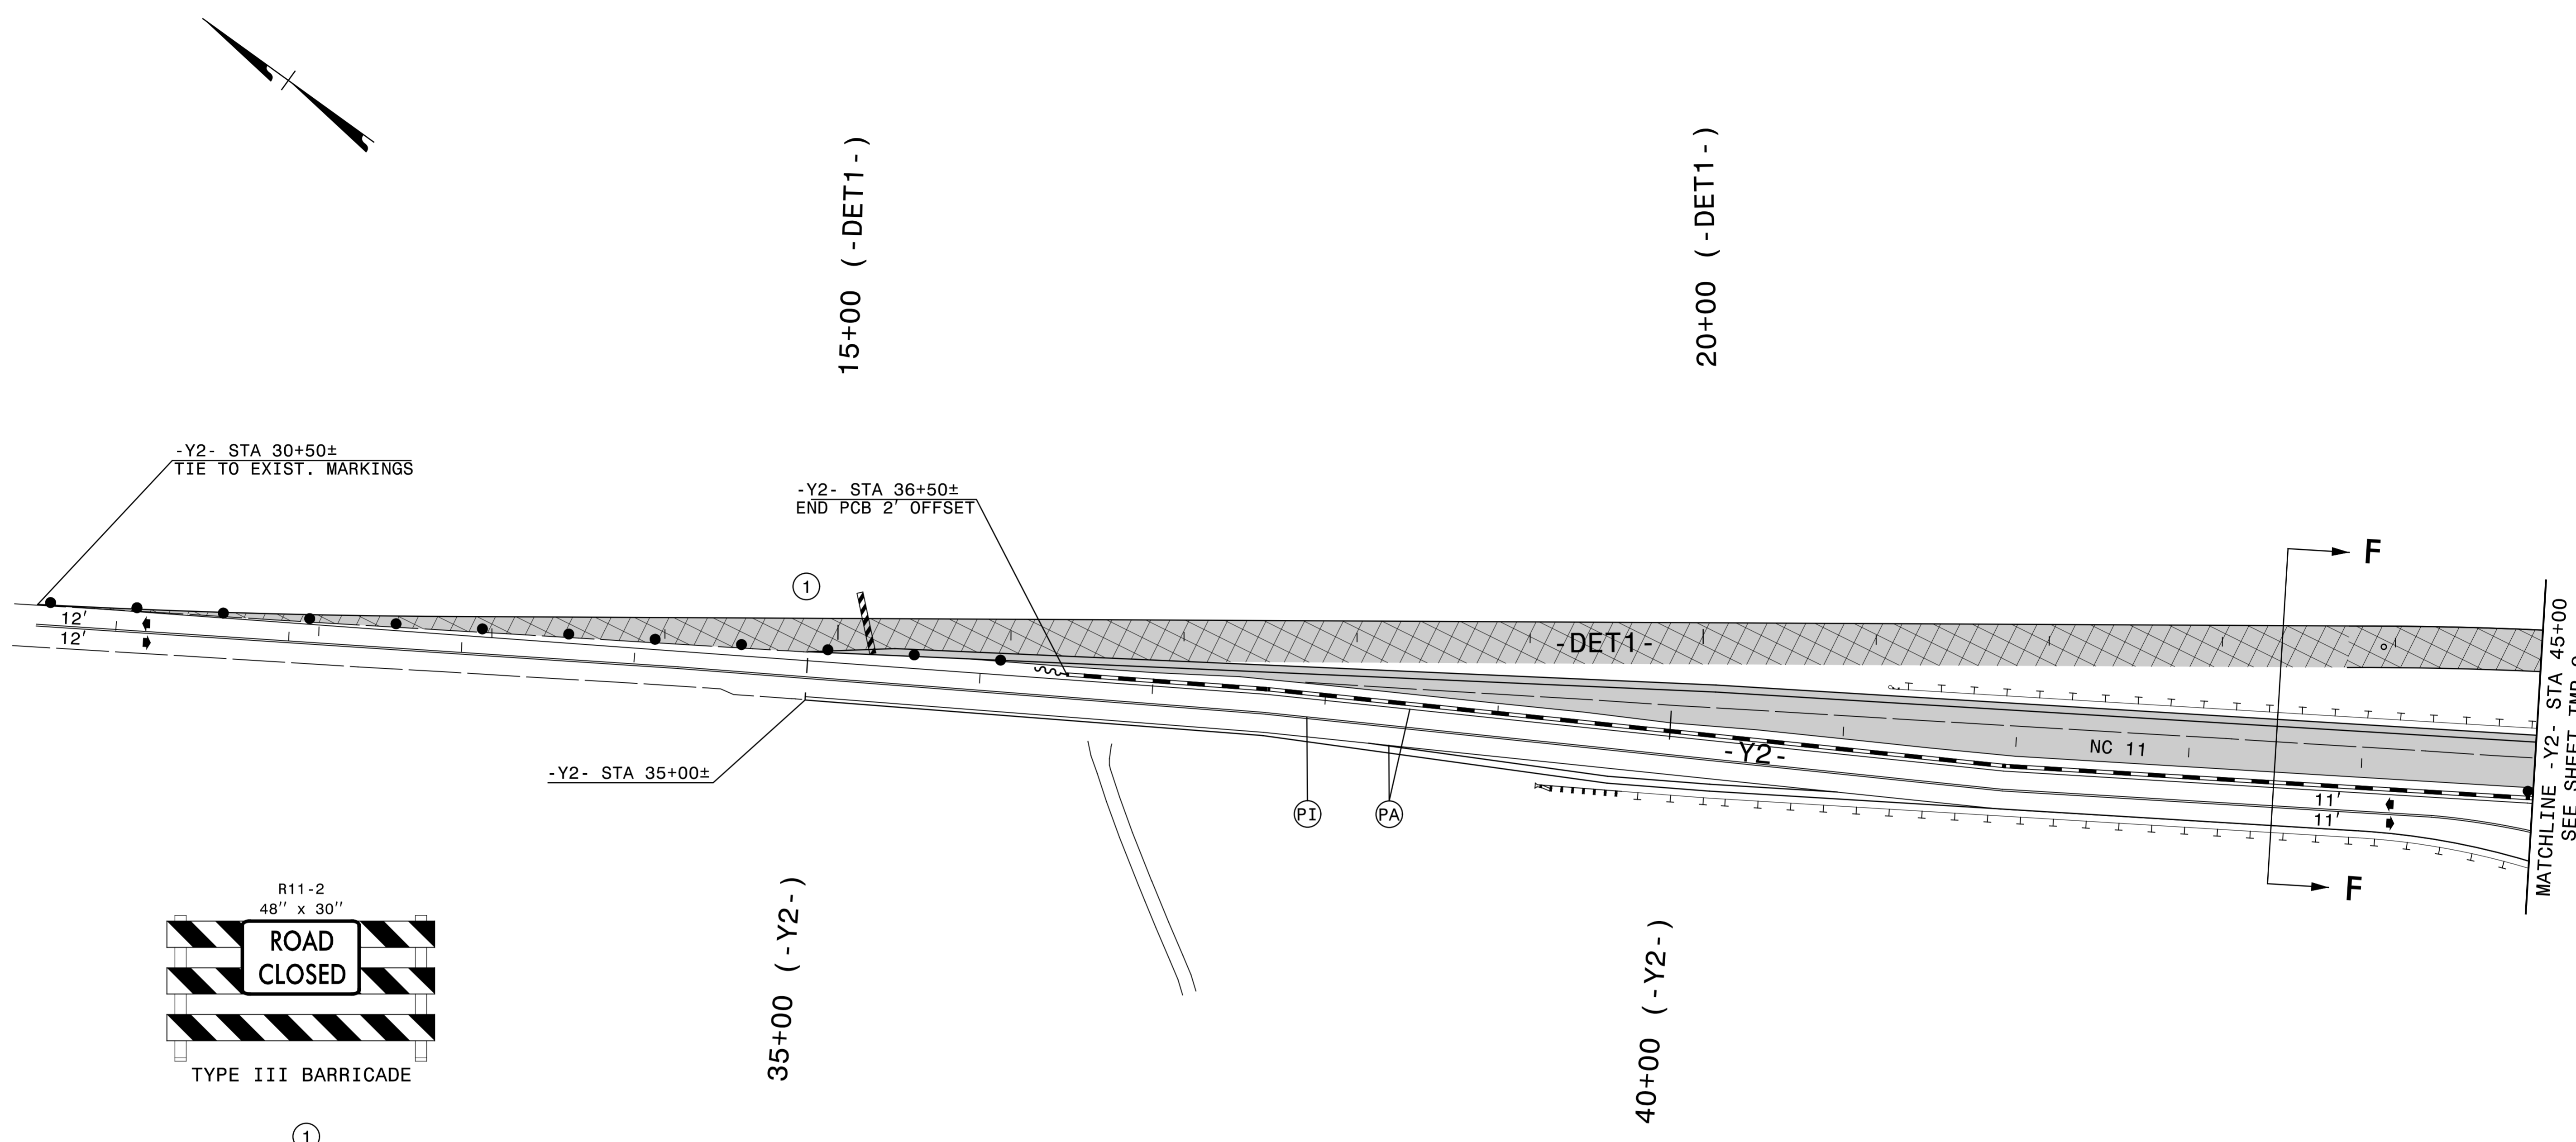 15+00 (-DET1-)
20+00 (-DET1-)
-Y2- STA 30+50±
TIE TO EXIST. MARKINGS
-Y2- STA 36+50±
END PCB 2' OFFSET
1
F
12'
12'
-DET1-
MATCHLINE -Y2- STA 45+00
NC 11
-Y2-
-Y2- STA 35+00±
PI
PA
11'
11'
F
R11-2
48" x 30"
ROAD
CLOSED
TYPE III BARRICADE
1
35+00 (-Y2-)
40+00 (-Y2-)
SEE SHEET